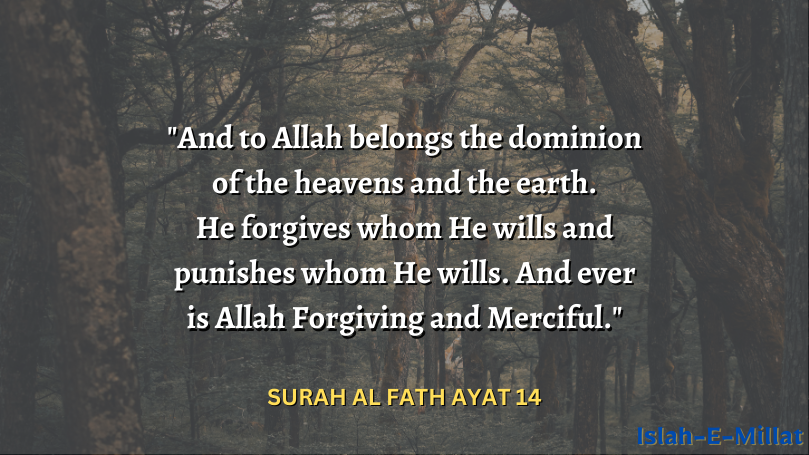 "And to Allah belongs the dominion
of the heavens and the earth.
He forgives whom He wills and
punishes whom He wills. And ever
is Allah Forgiving and Merciful."
SURAH AL FATH AYAT 14
Islah-E-Millat